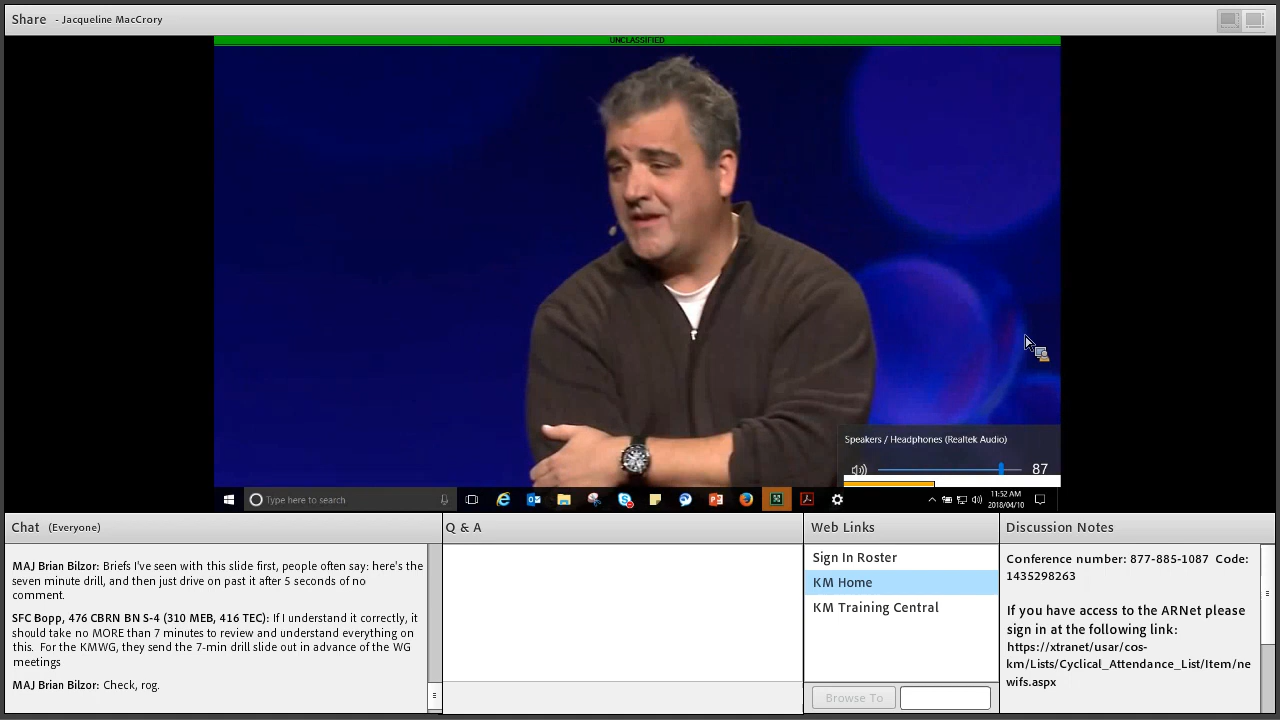 Share - Jacqueline MacCrory
UNCLASSIFIED
Speakers / Headphones (Realtek Audio)
87
Type here to search
11:52 AM
2018/04/10
Chat (Everyone)
MAJ Brian Bilzor: Briefs I've seen with this slide first, people often say: here's the
seven minute drill, and then just drive on past it after 5 seconds of no
comment.
SFC Bopp, 476 CBRN BN S-4 (310 MEB, 416 TEC): If I understand it correctly, it
should take no MORE than 7 minutes to review and understand everything on
this. For the KMWG, they send the 7-min drill slide out in advance of the WG
meetings
MAJ Brian Bilzor: Check, rog.
Q & A
Web Links
Sign In Roster
KM Home
KM Training Central
Browse To
Discussion Notes
Conference number: 877-885-1087 Code:
1435298263
If you have access to the ARNet please
sign in at the following link:
https://xtranet/usar/cos-
km/Lists/Cyclical_Attendance_List/Item/ne
wifs.aspx